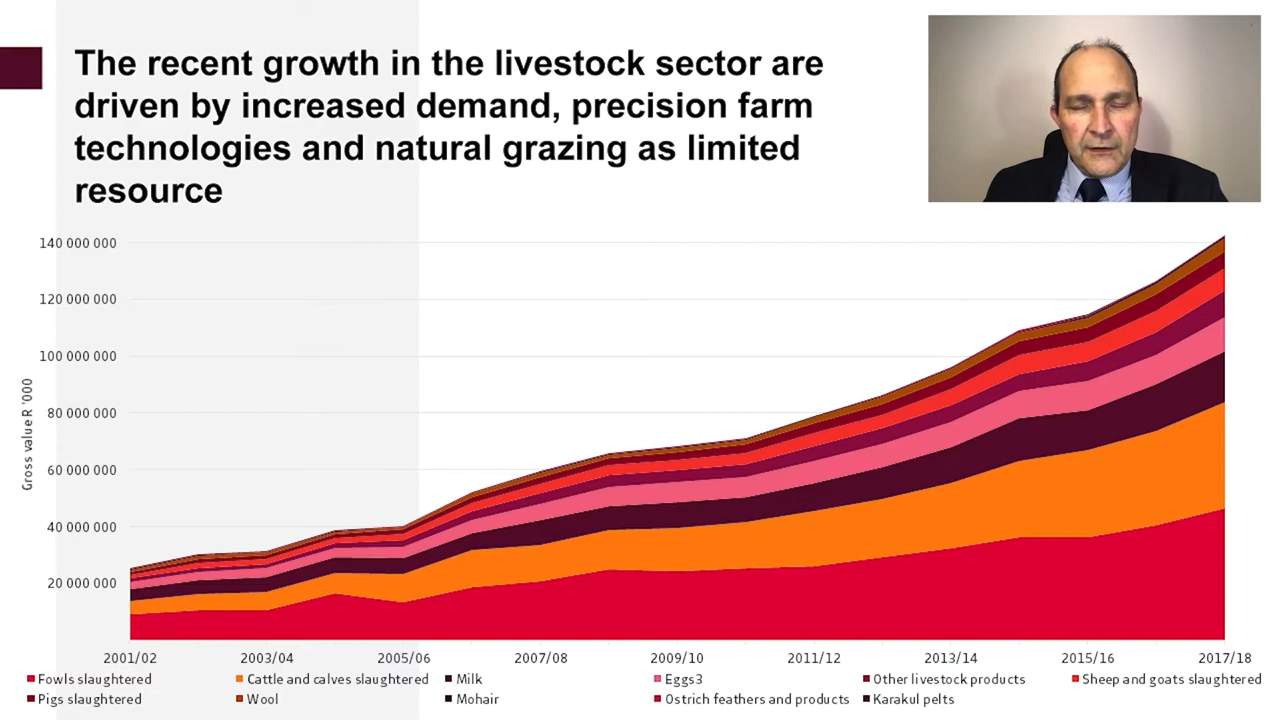 The recent growth in the livestock sector are
driven by increased demand, precision farm
technologies and natural grazing as limited
resource
140 000 000
120 000 000
100 000 000
80 000 000
60 000 000
40 000 000
20 000 000
Gross value R '000
2001/02 2003/04 2005/06 2007/08 2009/10 2011/12 2013/14 2015/16 2017/18
Fowls slaughtered Cattle and calves slaughtered Milk Eggs3 Other livestock products Sheep and goats slaughtered
Pigs slaughtered Wool Mohair Ostrich feathers and products Karakul pelts